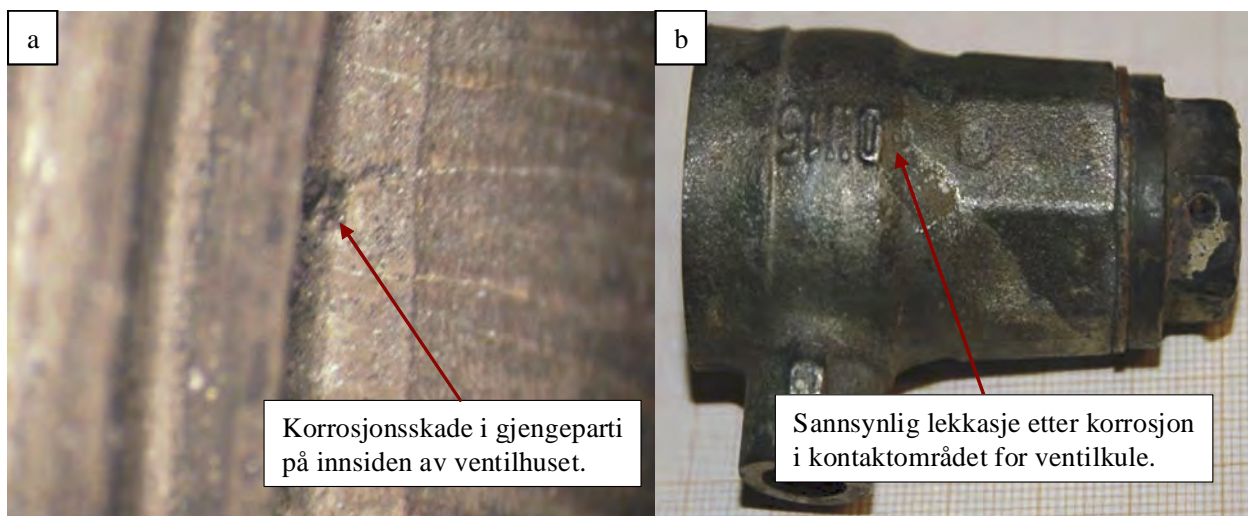 a
b
Korrosjonsskade i gjengeparti
på innsiden av ventilhuset.
Sannsynlig lekkasje etter korrosjon
i kontaktområdet for ventilkule.